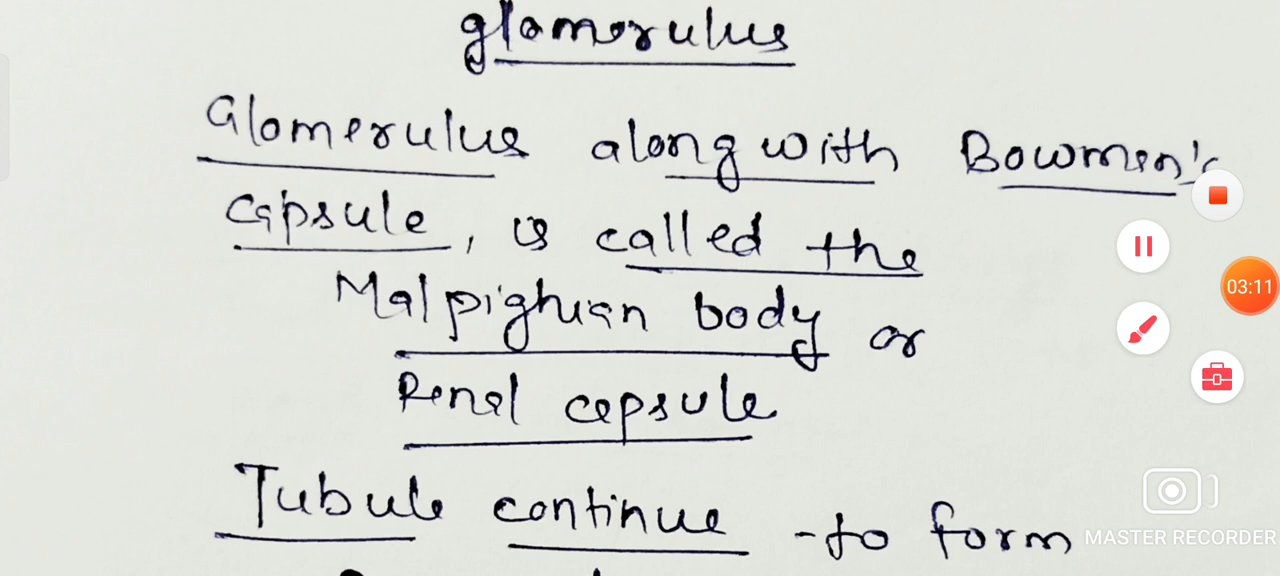 glomerulus
Glomerulus along with Bowmen's
capsule, is called the
Malpighian body or
Renal capsule
Tubule continue to form
03:11
MASTER RECORDER